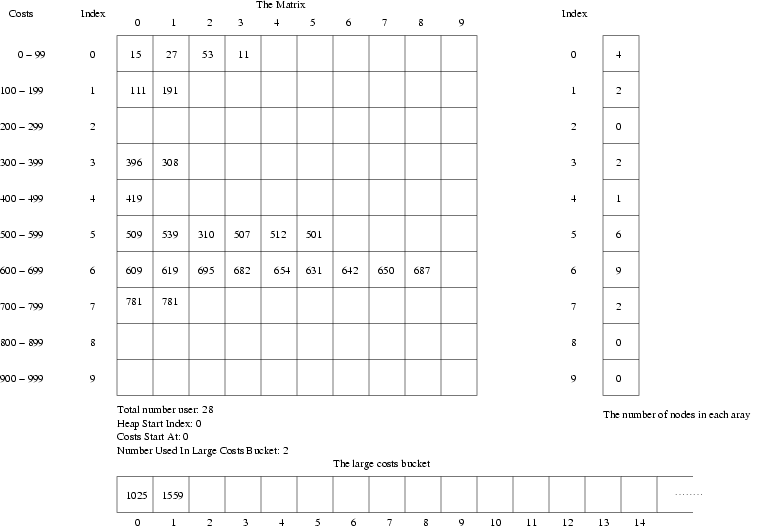 The Matrix
Costs Index 0 1 2 3 4 5 6 7 8 9 Index
0 – 99 0 15 27 53 11 0 4
100 – 199 1 111 191 1 2
200 – 299 2 2 0
300 – 399 3 396 308 3 2
400 – 499 4 419 4 1
500 – 599 5 509 539 310 507 512 501 5 6
600 – 699 6 609 619 695 682 654 631 642 650 687 6 9
700 – 799 7 781 781 7 2
800 – 899 8 8 0
900 – 999 9 9 0
Total number user: 28
Heap Start Index: 0
Costs Start At: 0
Number Used In Large Costs Bucket: 2
The number of nodes in each aray
The large costs bucket
1025 1559 ........
0 1 2 3 4 5 6 7 8 9 10 11 12 13 14